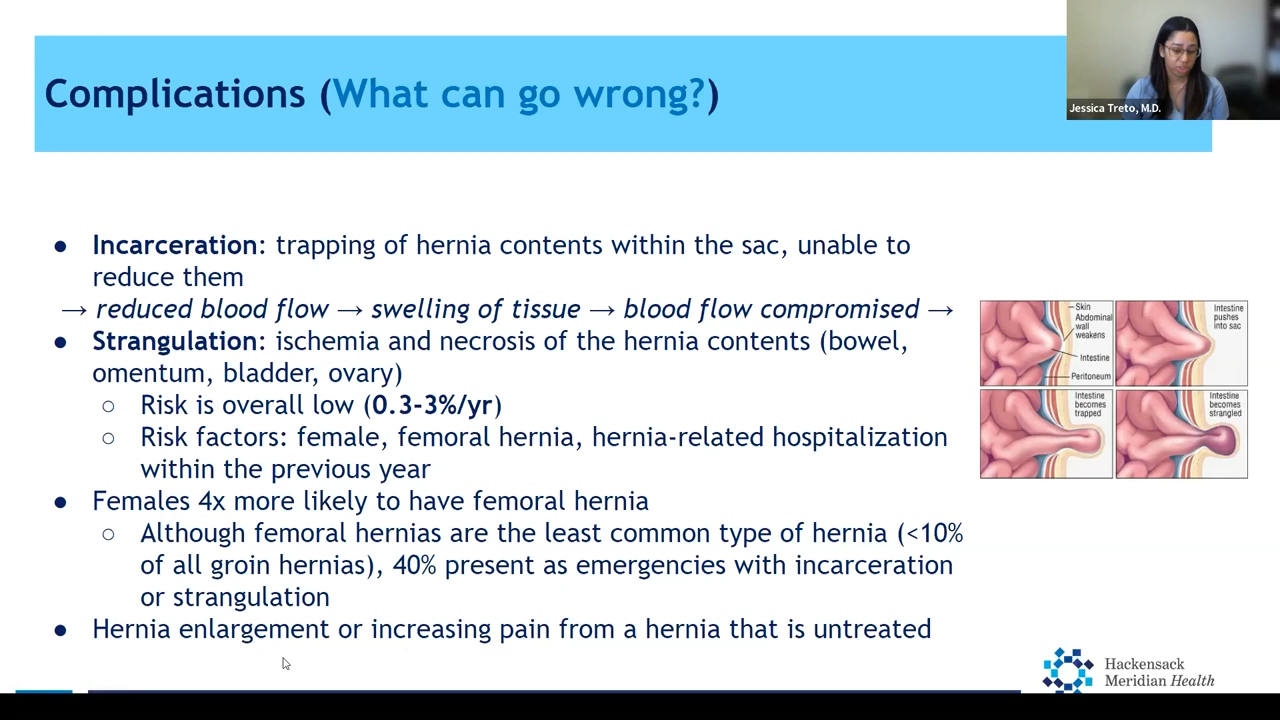 Complications (What can go wrong?)
Jessica Treto, M.D.
● Incarceration: trapping of hernia contents within the sac, unable to
reduce them
→ reduced blood flow → swelling of tissue → blood flow compromised →
● Strangulation: ischemia and necrosis of the hernia contents (bowel,
omentum, bladder, ovary)
○ Risk is overall low (0.3-3%/yr)
○ Risk factors: female, femoral hernia, hernia-related hospitalization
within the previous year
● Females 4x more likely to have femoral hernia
○ Although femoral hernias are the least common type of hernia (<10%
of all groin hernias), 40% present as emergencies with incarceration
or strangulation
● Hernia enlargement or increasing pain from a hernia that is untreated
Skin
Abdominal
wall
weakens
Intestine
Peritoneum
Intestine
pushes
into sac
Intestine
becomes
trapped
Intestine
becomes
strangled
Hackensack
Meridian Health